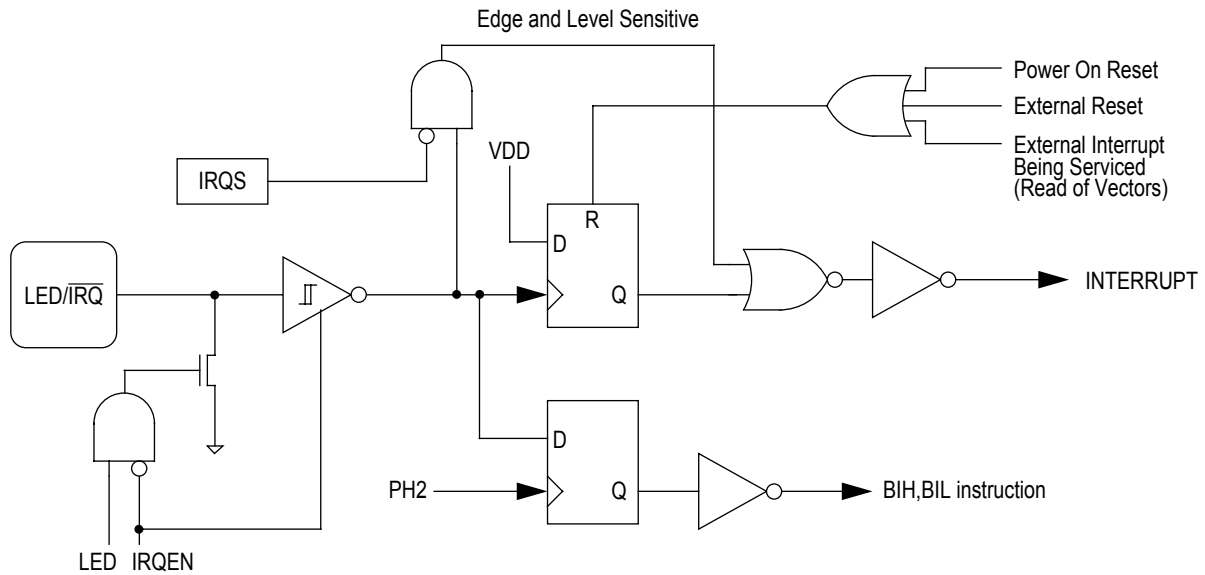 Edge and Level Sensitive
Power On Reset
External Reset
External Interrupt
Being Serviced
(Read of Vectors)
VDD
IRQS
R
D
Q
LED/I̅R̅Q̅
INTERRUPT
D
Q
PH2
BIH,BIL instruction
LED IRQEN